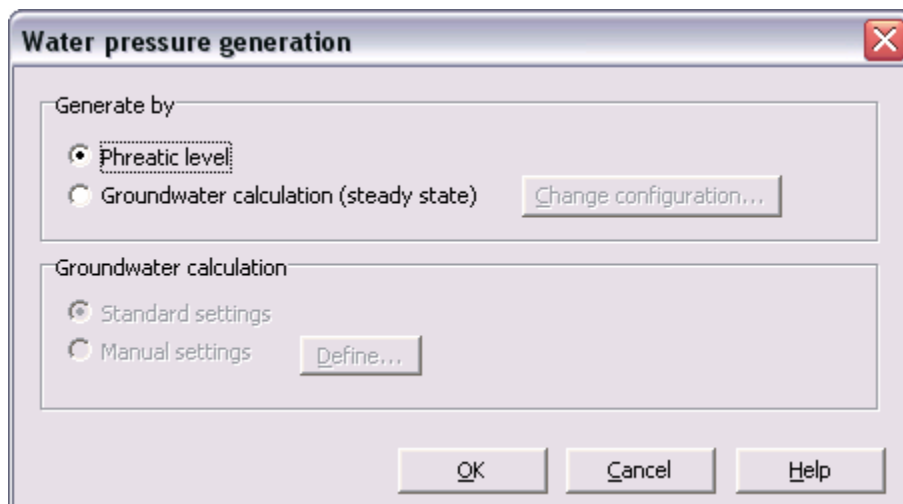 Water pressure generation
Generate by
Phreatic level
Groundwater calculation (steady state)
Change configuration...
Groundwater calculation
Standard settings
Manual settings
Define...
OK
Cancel
Help